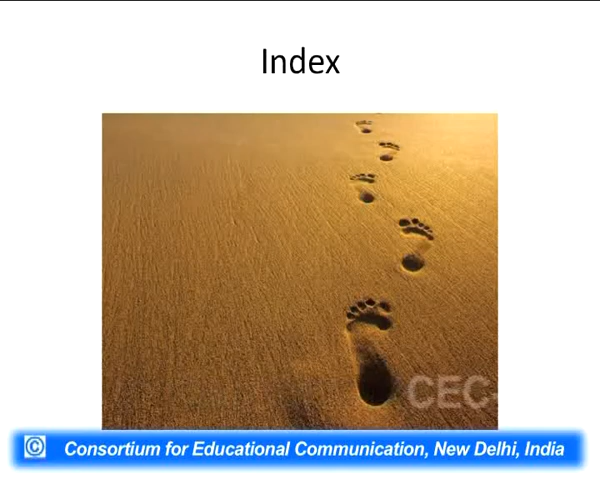 Index
CEC-
© Consortium for Educational Communication, New Delhi, India